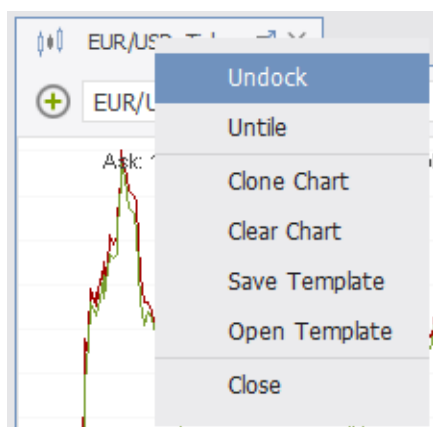 EUR/USD
Undock
EUR/U
Untile
Ask: 1
Clone Chart
Clear Chart
Save Template
Open Template
Close